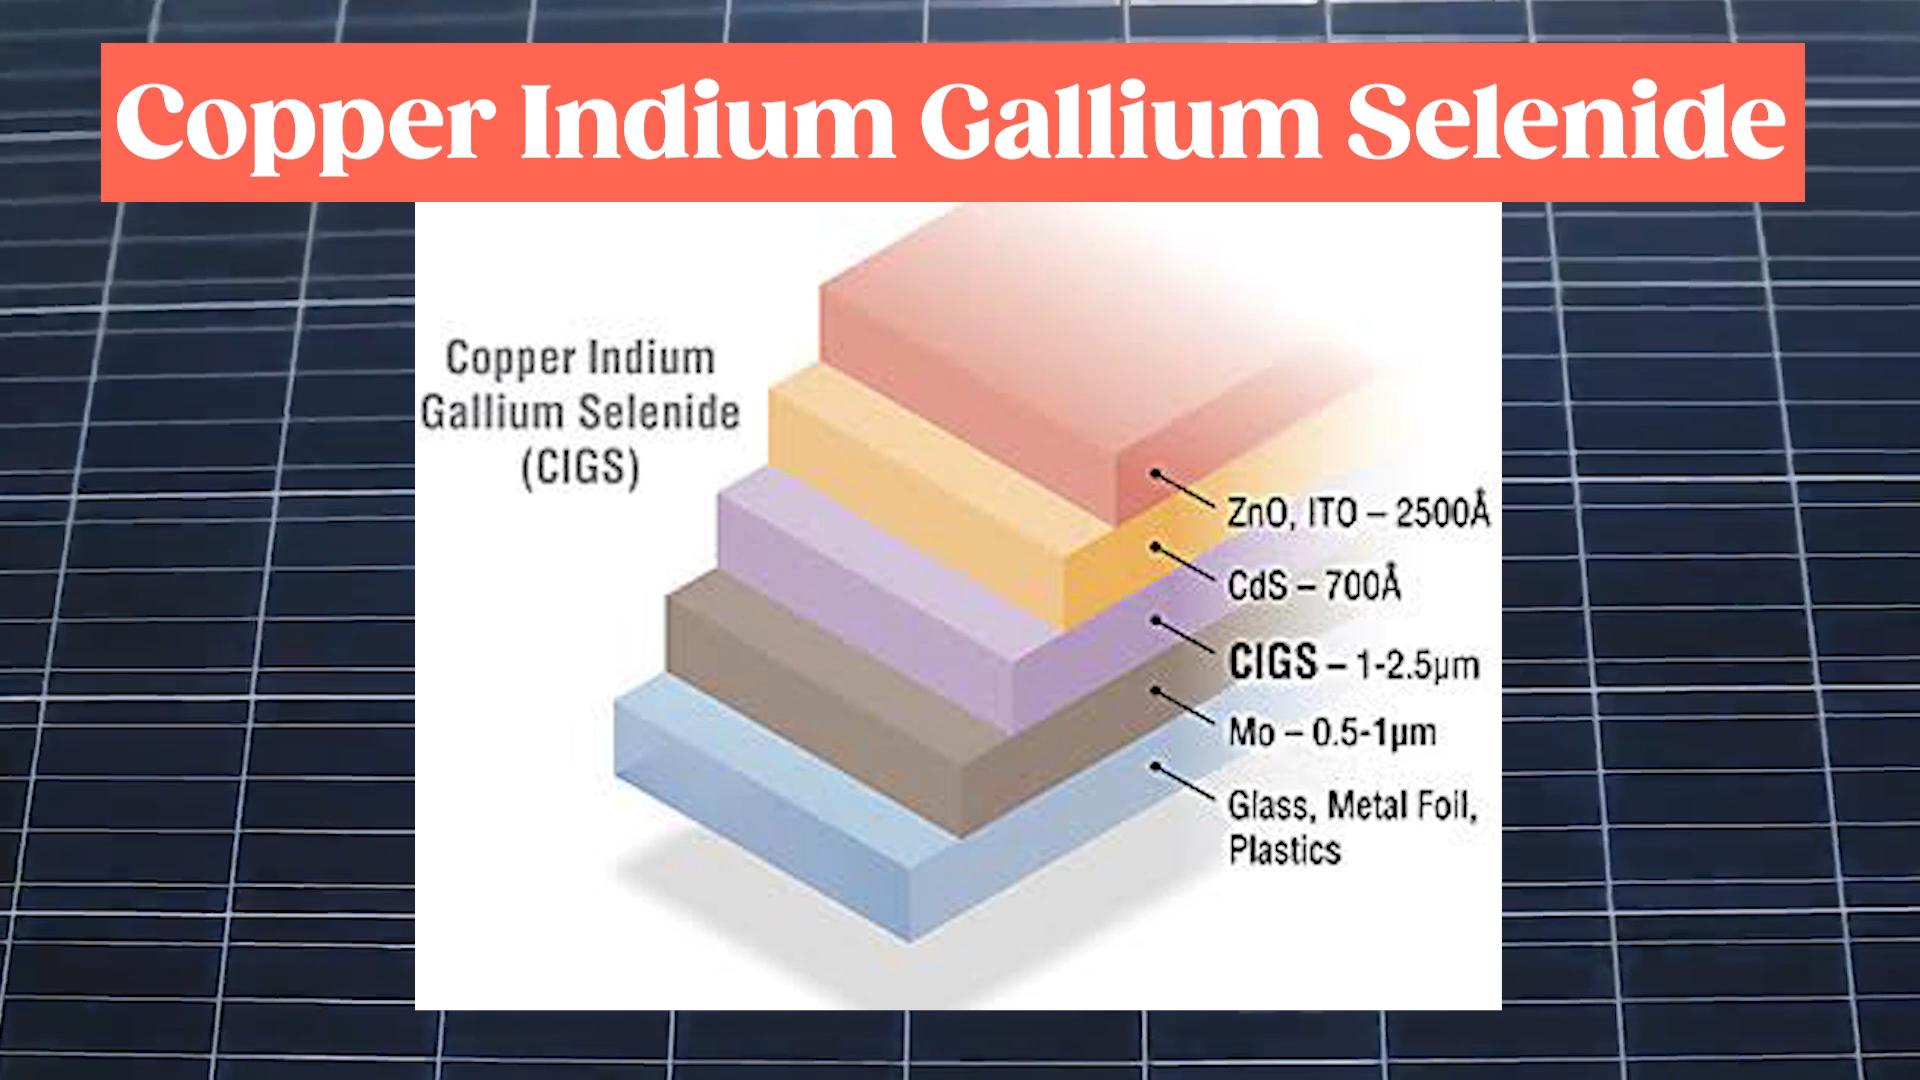 Copper Indium Gallium Selenide
Copper Indium
Gallium Selenide
(CIGS)
ZnO, ITO – 2500Å
CdS – 700Å
CIGS – 1-2.5µm
Mo – 0.5-1µm
Glass, Metal Foil,
Plastics